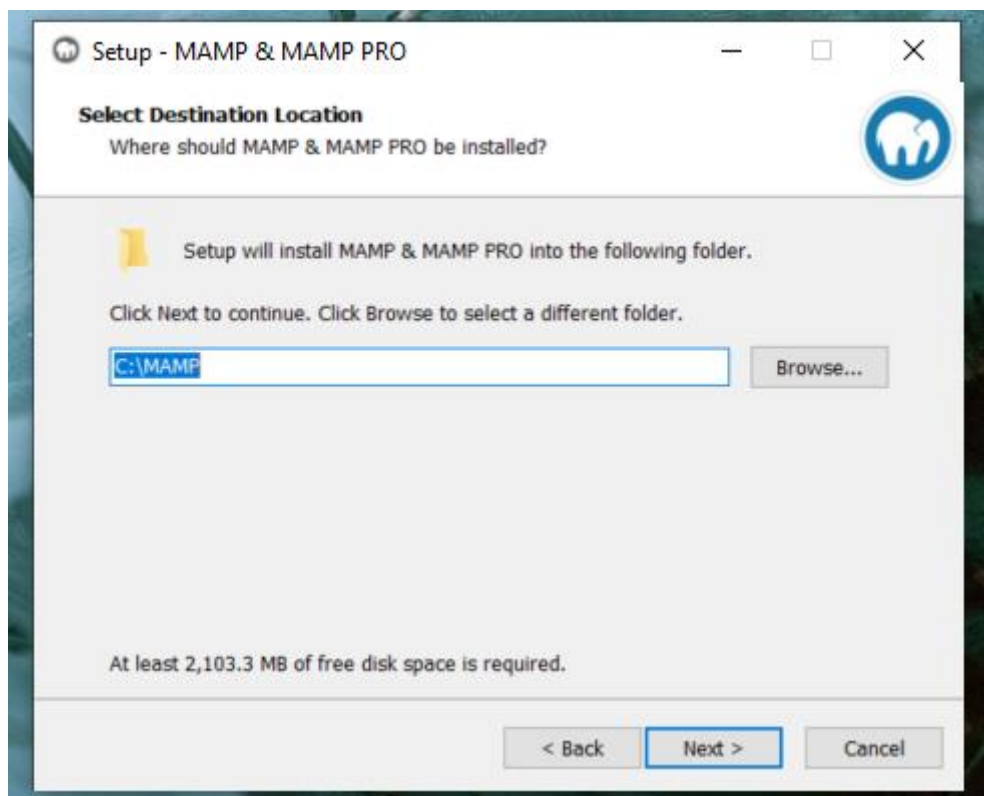 Setup - MAMP & MAMP PRO
Select Destination Location
Where should MAMP & MAMP PRO be installed?
Setup will install MAMP & MAMP PRO into the following folder.
Click Next to continue. Click Browse to select a different folder.
C:\MAMP
Browse...
At least 2,103.3 MB of free disk space is required.
< Back
Next >
Cancel